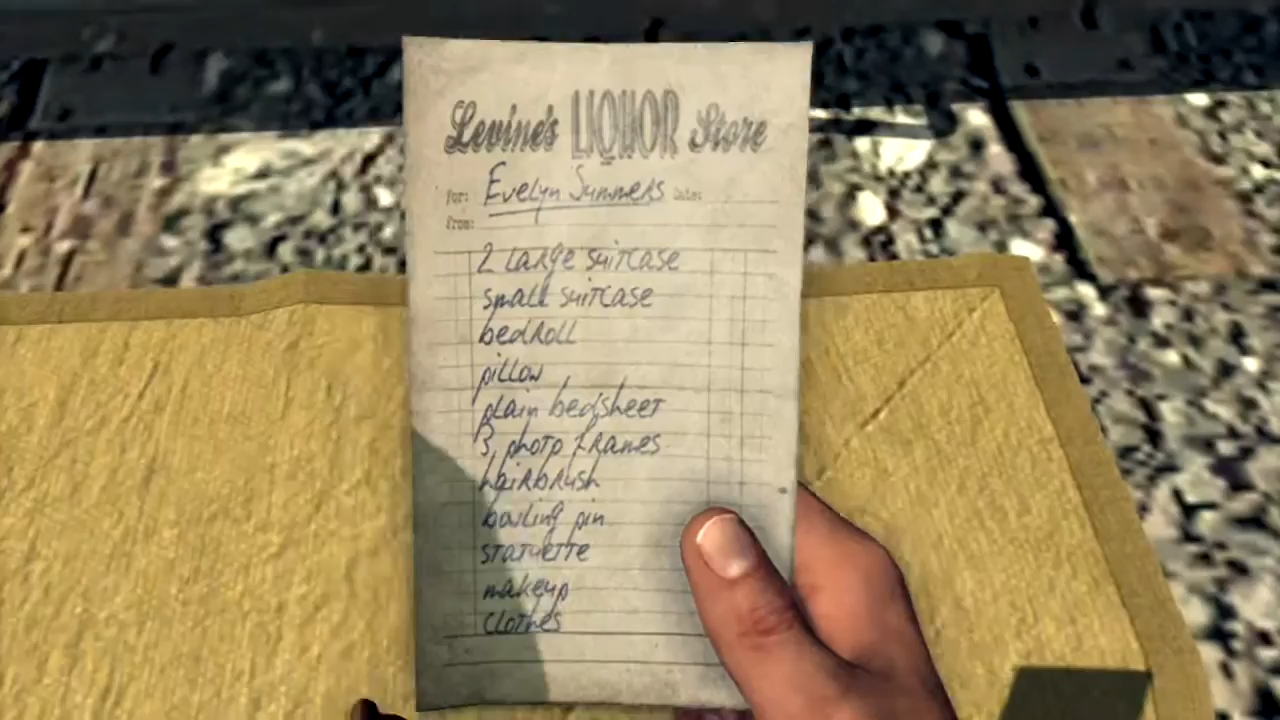 Levine's LIQUOR Store
For: Evelyn Summers Date:
From:
2 Large suitcase
small suitcase
bedroll
pillow
plain bedsheet
3 photo frames
hairbrush
bowling pin
statuette
makeup
clothes